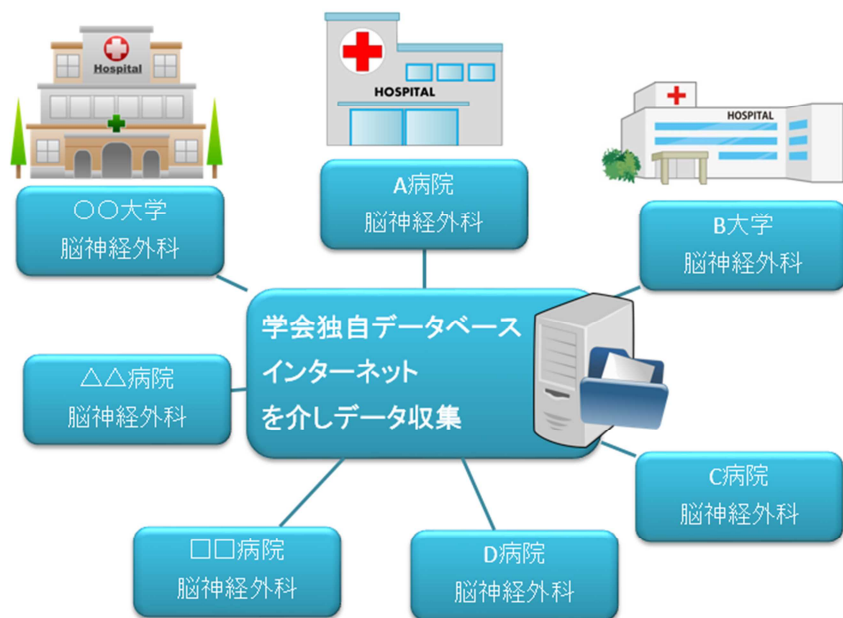 Hospital
HOSPITAL
HOSPITAL
〇〇大学
脳神経外科
A病院
脳神経外科
B大学
脳神経外科
学会独自データベース
インターネット
を介しデータ収集
△△病院
脳神経外科
C病院
脳神経外科
□□病院
脳神経外科
D病院
脳神経外科